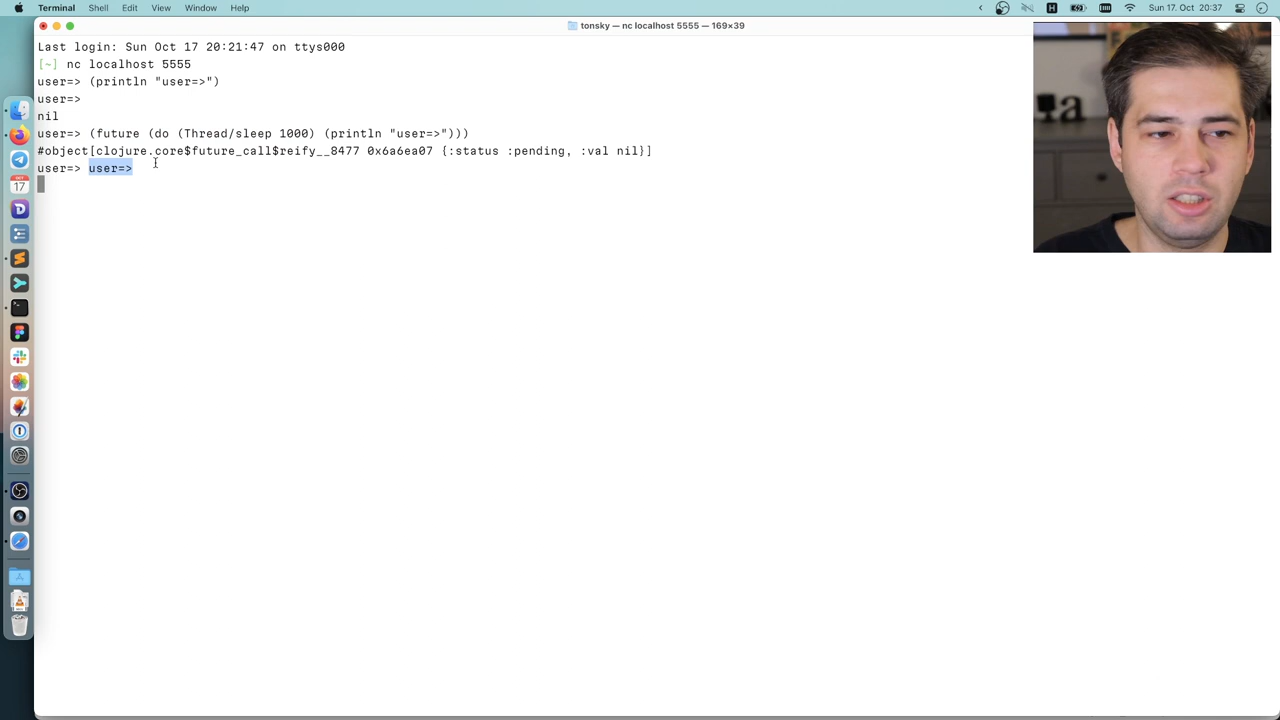 Terminal Shell Edit View Window Help
Sun 17. Oct 20:37
tonsky — nc localhost 5555 — 169×39
Last login: Sun Oct 17 20:21:47 on ttys000
[~] nc localhost 5555
user=> (println "user=>")
user=>
nil
user=> (future (do (Thread/sleep 1000) (println "user=>")))
#object[clojure.core$future_call$reify__8477 0x6a6ea07 {:status :pending, :val nil}]
user=> user=>
OCT
17